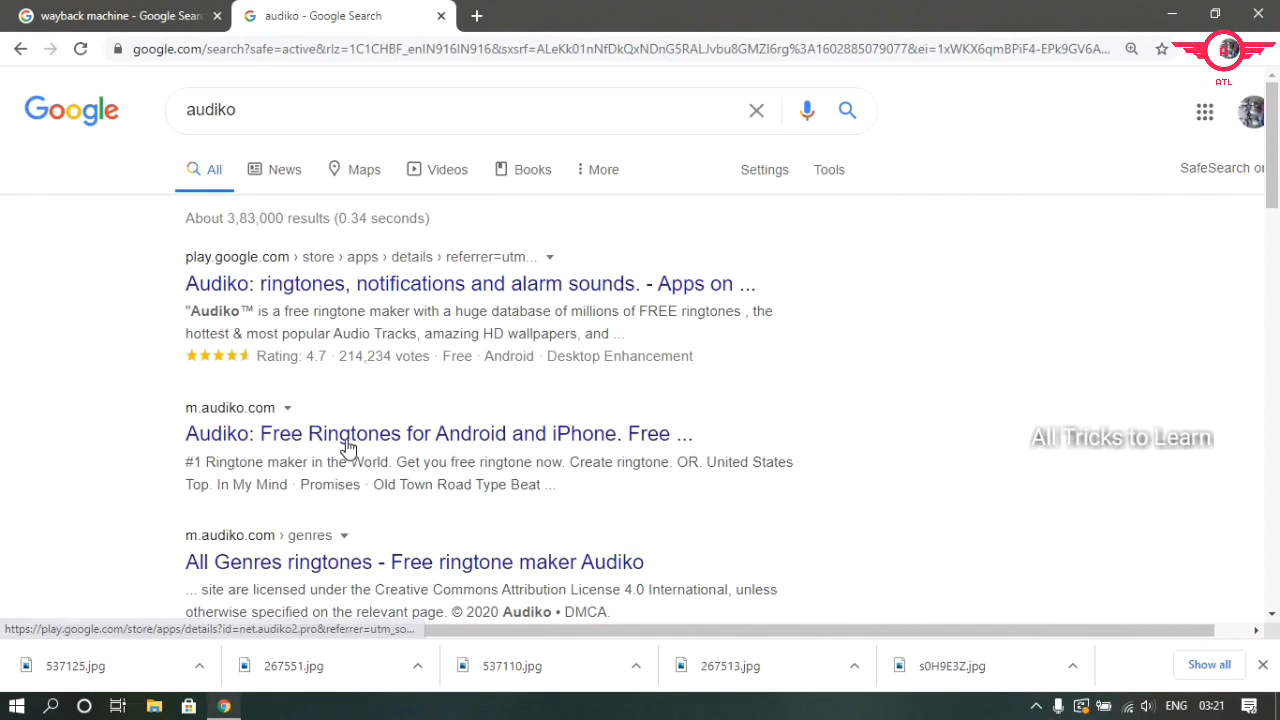 wayback machine - Google Sear
audiko - Google Search
google.com/search?safe=active&rlz=1C1CHBF_enIN916IN916&sxsrf=ALeKk01nNfDkQxNDnG5RALJvbu8GMZl6rg%3A1602885079077&ei=1xWKX6qmBPiF4-EPk9GV6A...
ATL
Google
audiko
All
News
Maps
Videos
Books
More
Settings
Tools
SafeSearch on
About 3,83,000 results (0.34 seconds)
play.google.com › store › apps › details › referrer=utm...
Audiko: ringtones, notifications and alarm sounds. - Apps on ...
"Audiko™ is a free ringtone maker with a huge database of millions of FREE ringtones , the
hottest & most popular Audio Tracks, amazing HD wallpapers, and ...
Rating: 4.7 · 214,234 votes · Free · Android · Desktop Enhancement
m.audiko.com
Audiko: Free Ringtones for Android and iPhone. Free ...
All Tricks to Learn
#1 Ringtone maker in the World. Get you free ringtone now. Create ringtone. OR. United States
Top. In My Mind · Promises · Old Town Road Type Beat ...
m.audiko.com › genres
All Genres ringtones - Free ringtone maker Audiko
... site are licensed under the Creative Commons Attribution License 4.0 International, unless
otherwise specified on the relevant page. © 2020 Audiko • DMCA.
https://play.google.com/store/apps/details?id=net.audiko2.pro&referrer=utm_so...
537125.jpg
267551.jpg
537110.jpg
267513.jpg
s0H9E3Z.jpg
Show all
ENG
03:21